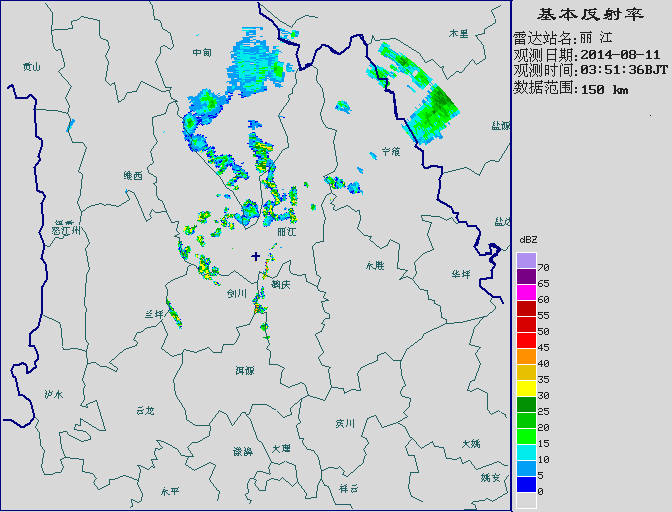 基本反射率
雷达站名:丽 江
观测日期:2014-08-11
观测时间:03:51:36BJT
数据范围:150 km
dBZ
70
65
60
55
50
45
40
35
30
25
20
15
10
5
0
木里
中甸
贡山
盐源
宁蒗
维西
怒江州
丽江
永胜
华坪
鹤庆
剑川
兰坪
洱源
泸水
云龙
宾川
大姚
漾濞
大理
永平
祥云
姚安